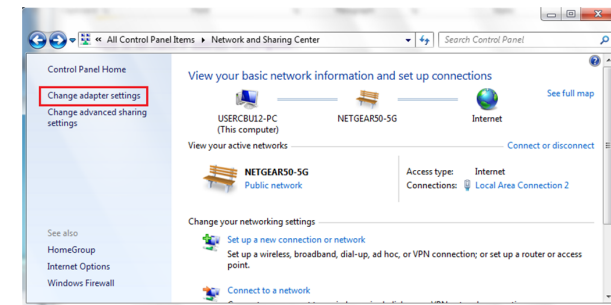 « All Control Panel Items ▸ Network and Sharing Center
Search Control Panel
Control Panel Home
Change adapter settings
Change advanced sharing
settings
See also
HomeGroup
Internet Options
Windows Firewall
View your basic network information and set up connections
See full map
USERCBU12-PC
(This computer)
NETGEAR50-5G
Internet
View your active networks
Connect or disconnect
NETGEAR50-5G
Public network
Access type: Internet
Connections: Local Area Connection 2
Change your networking settings
Set up a new connection or network
Set up a wireless, broadband, dial-up, ad hoc, or VPN connection; or set up a router or access
point.
Connect to a network